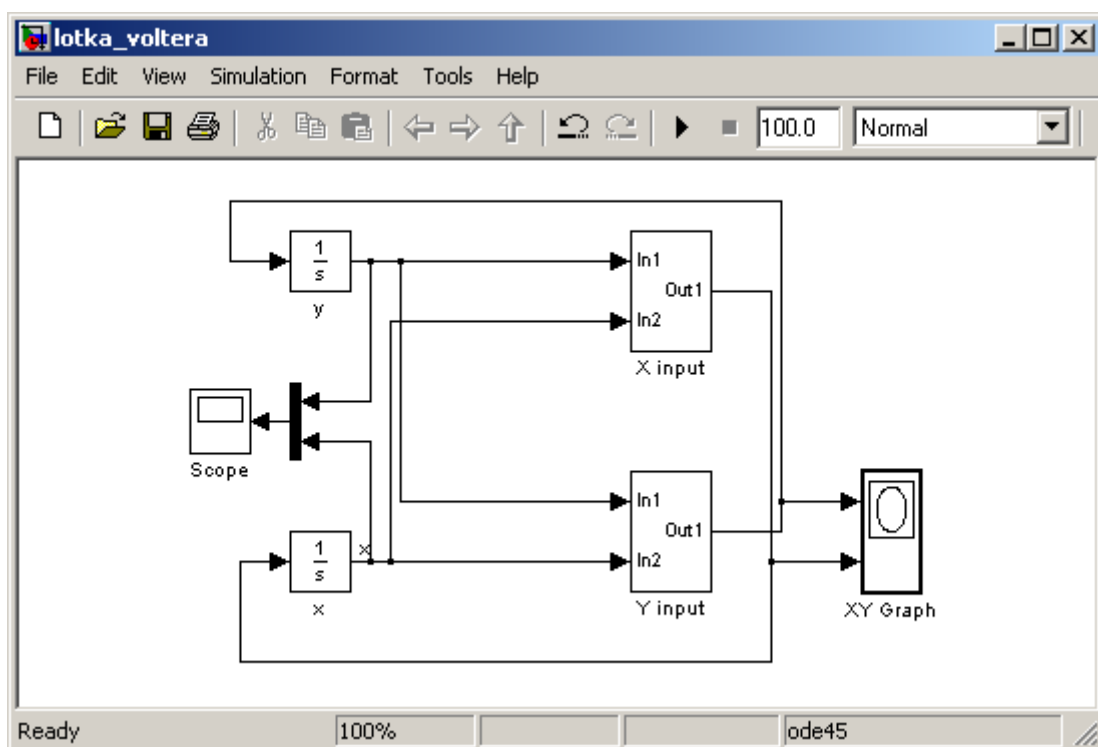 lotka_voltera
File Edit View Simulation Format Tools Help
100.0 Normal
1
s
y
In1
Out1
In2
X input
Scope
1
s
x
x
In1
Out1
In2
Y input
XY Graph
Ready 100% ode45